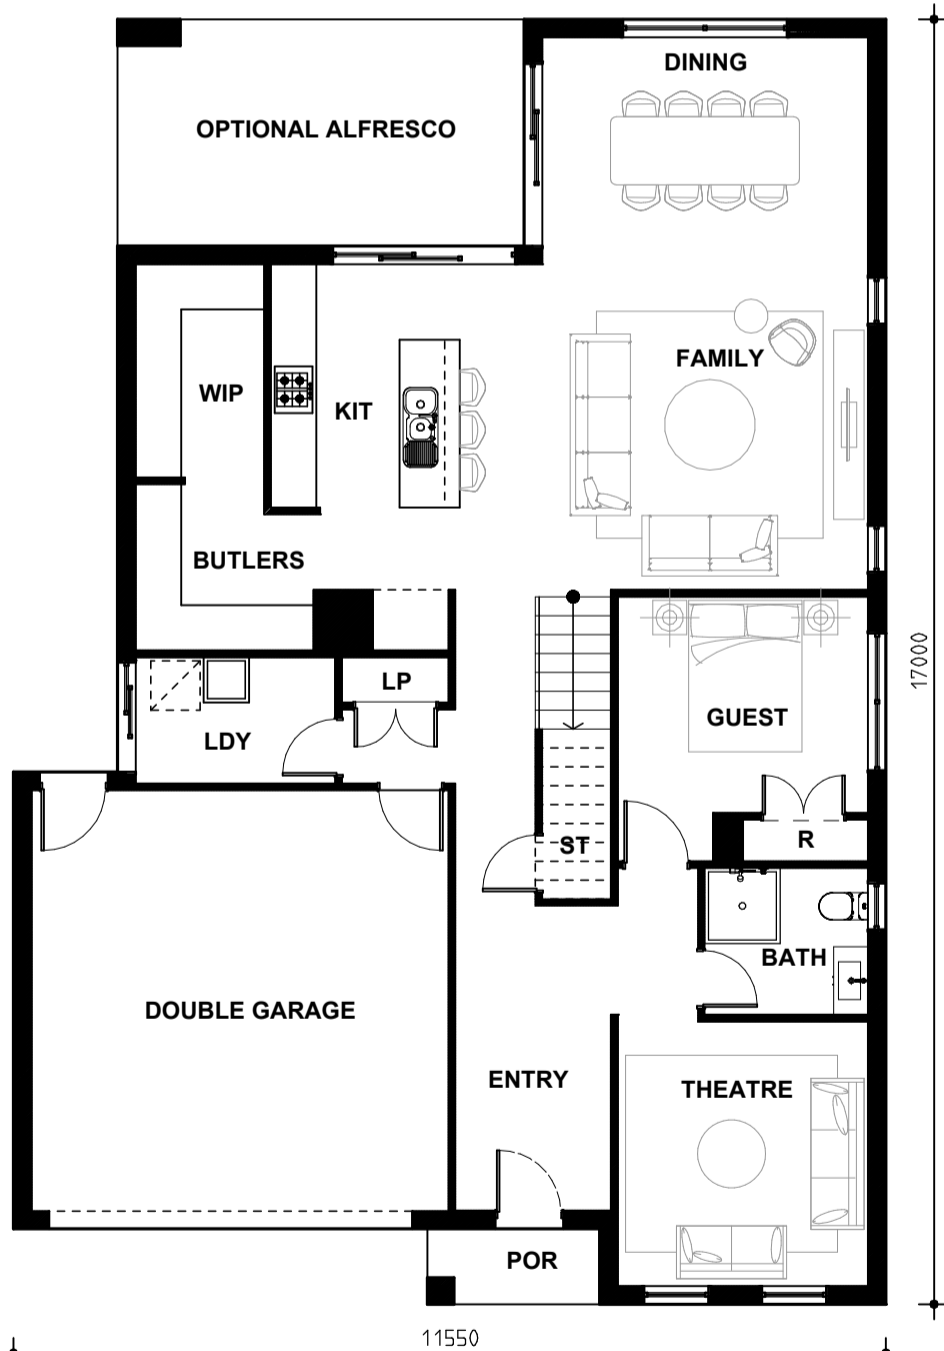 DINING
OPTIONAL ALFRESCO
FAMILY
WIP
KIT
BUTLERS
17000
LP
GUEST
LDY
R
ST
BATH
DOUBLE GARAGE
ENTRY
THEATRE
POR
11550